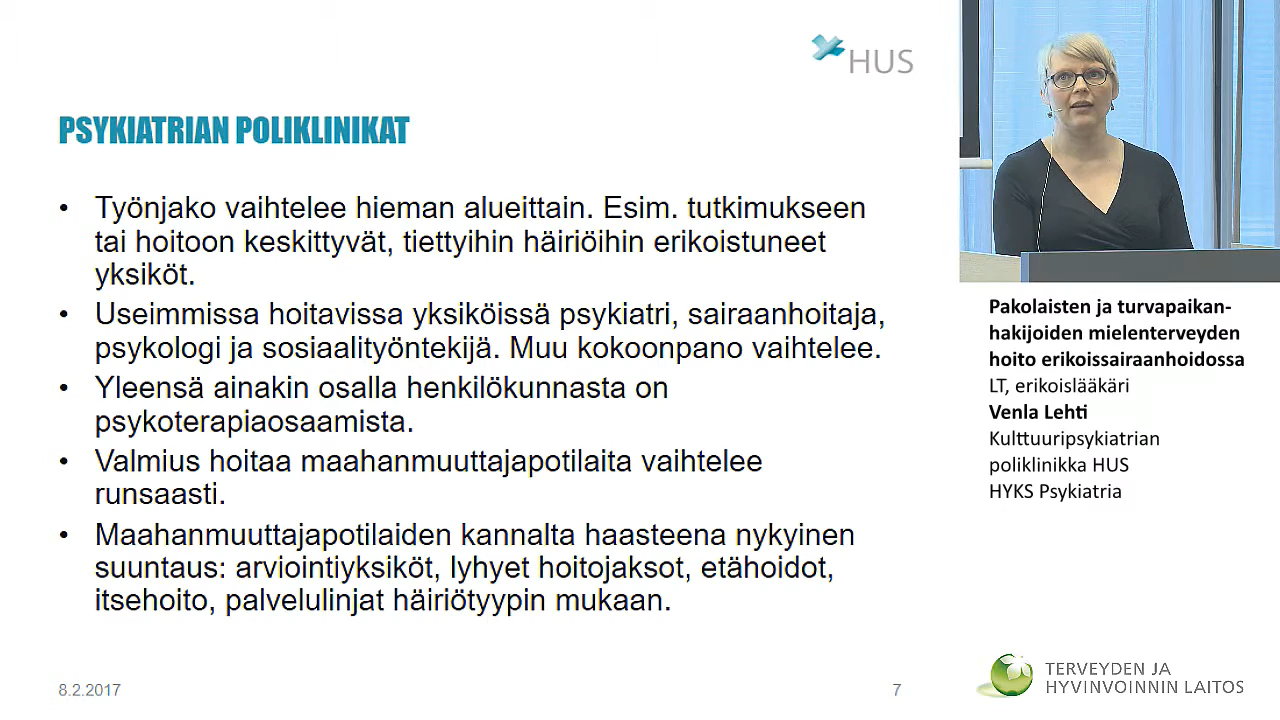 HUS
PSYKIATRIAN POLIKLINIKAT
• Työnjako vaihtelee hieman alueittain. Esim. tutkimukseen
tai hoitoon keskittyvät, tiettyihin häiriöihin erikoistuneet
yksiköt.
• Useimmissa hoitavissa yksiköissä psykiatri, sairaanhoitaja,
psykologi ja sosiaalityöntekijä. Muu kokoonpano vaihtelee.
• Yleensä ainakin osalla henkilökunnasta on
psykoterapiaosaamista.
• Valmius hoitaa maahanmuuttajapotilaita vaihtelee
runsaasti.
• Maahanmuuttajapotilaiden kannalta haasteena nykyinen
suuntaus: arviointiyksiköt, lyhyet hoitojaksot, etähoidot,
itsehoito, palvelulinjat häiriötyypin mukaan.
8.2.2017
7
Pakolaisten ja turvapaikan-
hakijoiden mielenterveyden
hoito erikoissairaanhoidossa
LT, erikoislääkäri
Venla Lehti
Kulttuuripsykiatrian
poliklinikka HUS
HYKS Psykiatria
TERVEYDEN JA
HYVINVOINNIN LAITOS